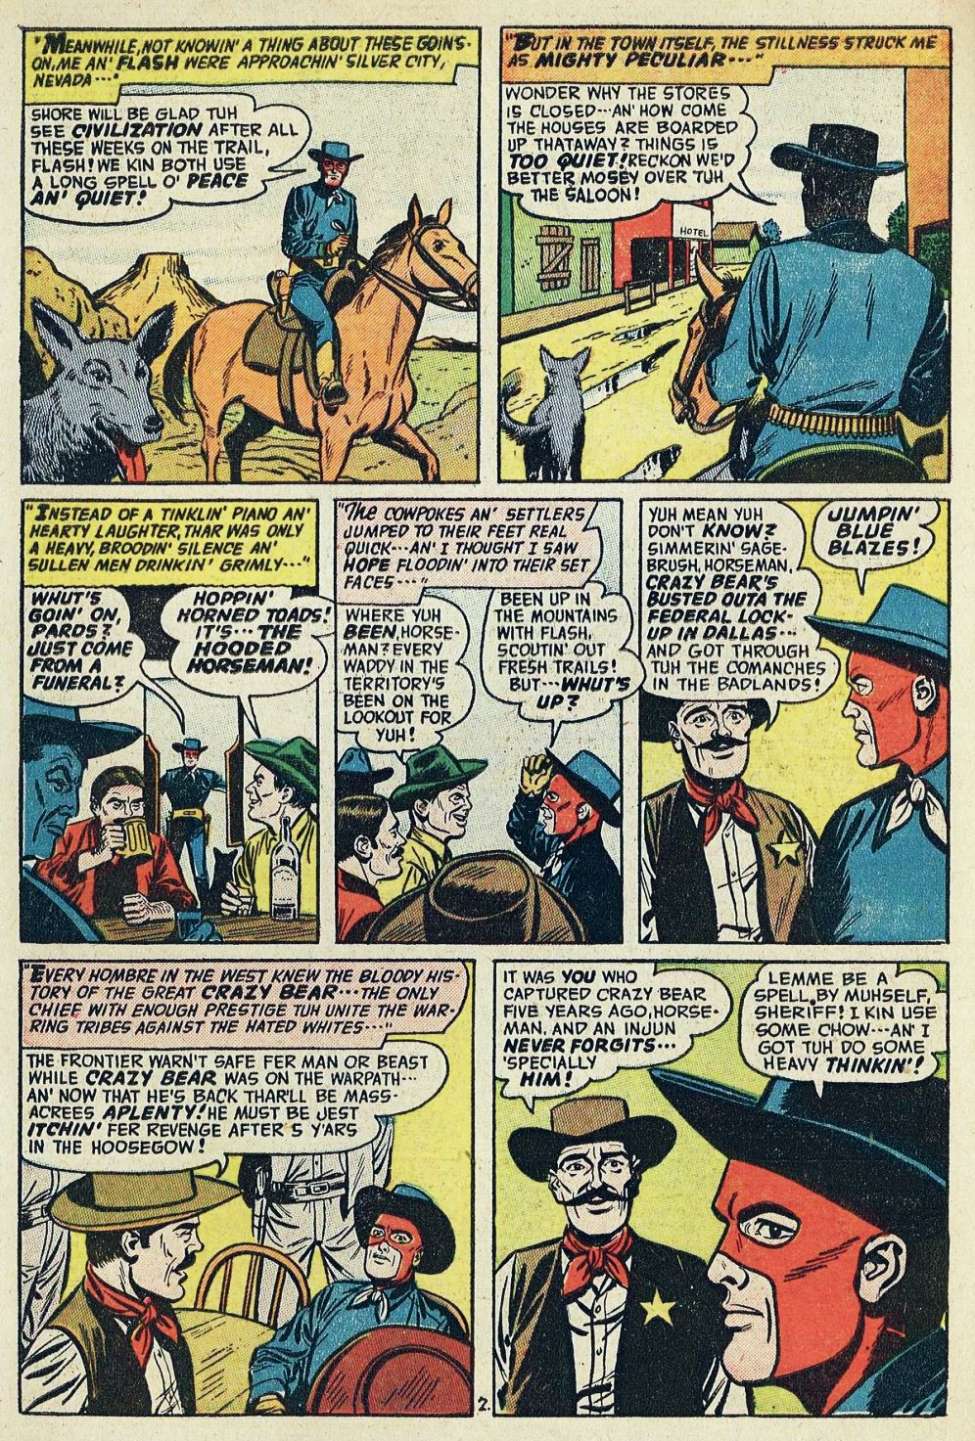 "MEANWHILE, NOT KNOWIN' A THING ABOUT THESE GOIN'S-
ON, ME AN' FLASH WERE APPROACHIN' SILVER CITY,
NEVADA---"
SHORE WILL BE GLAD TUH
SEE CIVILIZATION AFTER ALL
THESE WEEKS ON THE TRAIL,
FLASH! WE KIN BOTH USE
A LONG SPELL O' PEACE
AN' QUIET!
"BUT IN THE TOWN ITSELF, THE STILLNESS STRUCK ME
AS MIGHTY PECULIAR---"
WONDER WHY THE STORES
IS CLOSED---AN' HOW COME
THE HOUSES ARE BOARDED
UP THATAWAY? THINGS IS
TOO QUIET! RECKON WE'D
BETTER MOSEY OVER TUH
THE SALOON!
HOTEL
"INSTEAD OF A TINKLIN' PIANO AN'
HEARTY LAUGHTER, THAR WAS ONLY
A HEAVY, BROODIN' SILENCE AN'
SULLEN MEN DRINKIN' GRIMLY---"
WHUT'S
GOIN' ON,
PARDS?
JUST COME
FROM A
FUNERAL?
HOPPIN'
HORNED TOADS!
IT'S---THE
HOODED
HORSEMAN!
"THE COWPOKES AN' SETTLERS
JUMPED TO THEIR FEET REAL
QUICK---AN' I THOUGHT I SAW
HOPE FLOODIN' INTO THEIR SET
FACES---"
WHERE YUH
BEEN, HORSE-
MAN? EVERY
WADDY IN THE
TERRITORY'S
BEEN ON THE
LOOKOUT FOR
YUH!
BEEN UP IN
THE MOUNTAINS
WITH FLASH,
SCOUTIN' OUT
FRESH TRAILS!
BUT---WHUT'S
UP?
YUH MEAN YUH
DON'T KNOW?
SIMMERIN' SAGE-
BRUSH, HORSEMAN,
CRAZY BEAR'S
BUSTED OUTA THE
FEDERAL LOCK-
UP IN DALLAS---
AND GOT THROUGH
TUH THE COMANCHES
IN THE BADLANDS!
JUMPIN'
BLUE
BLAZES!
"EVERY HOMBRE IN THE WEST KNEW THE BLOODY HIS-
TORY OF THE GREAT CRAZY BEAR---THE ONLY
CHIEF WITH ENOUGH PRESTIGE TUH UNITE THE WAR-
RING TRIBES AGAINST THE HATED WHITES---"
THE FRONTIER WARN'T SAFE FER MAN OR BEAST
WHILE CRAZY BEAR WAS ON THE WARPATH---
AN' NOW THAT HE'S BACK THAR'LL BE MASS-
ACREES APLENTY! HE MUST BE JEST
ITCHIN' FER REVENGE AFTER 5 Y'ARS
IN THE HOOSEGOW!
IT WAS YOU WHO
CAPTURED CRAZY BEAR
FIVE YEARS AGO, HORSE-
MAN. AND AN INJUN
NEVER FORGITS---
'SPECIALLY
HIM!
LEMME BE A
SPELL BY MUHSELF,
SHERIFF! I KIN USE
SOME CHOW---AN' I
GOT TUH DO SOME
HEAVY THINKIN'!
2.